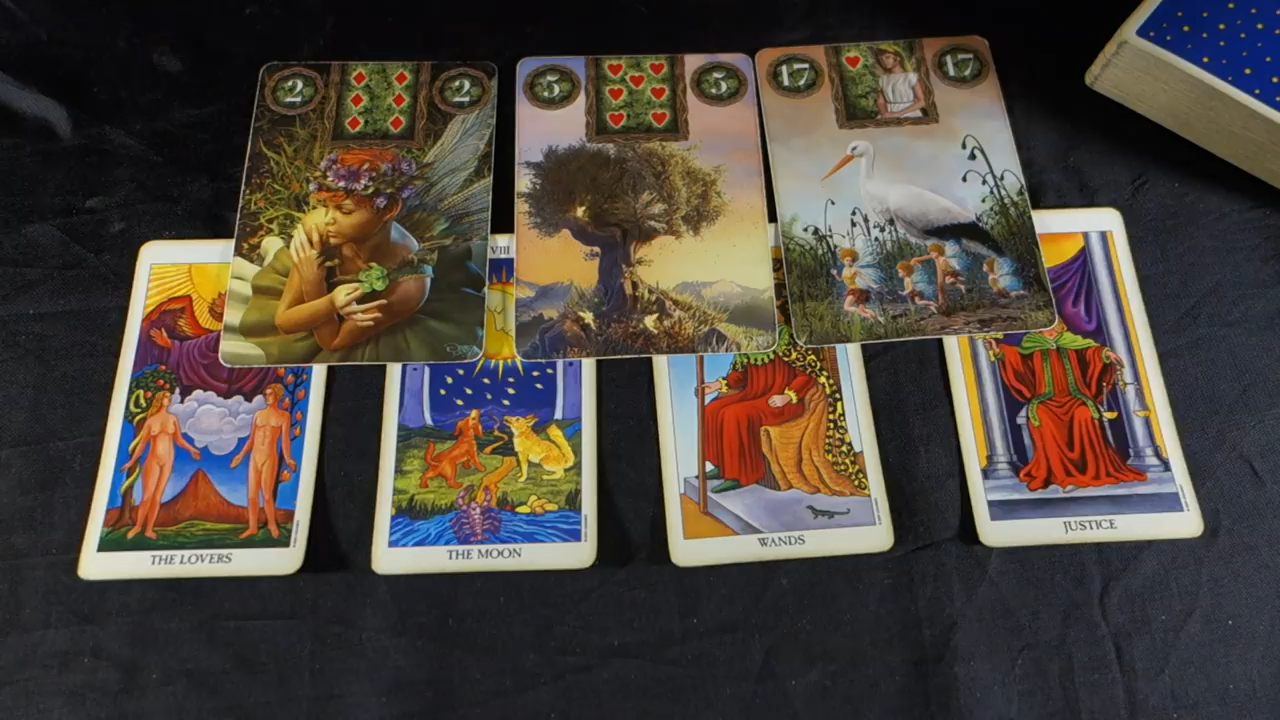 2 2
5 5
17 17
VIII
THE LOVERS
THE MOON
WANDS
JUSTICE